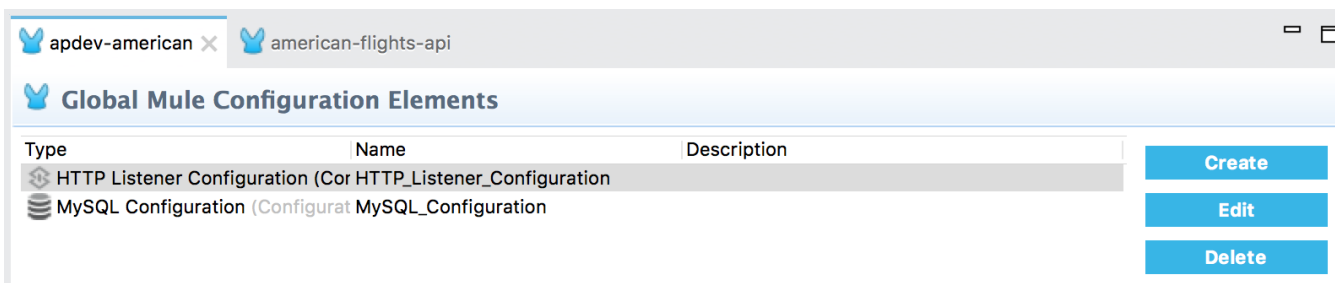 apdev-american american-flights-api
Global Mule Configuration Elements
Type Name Description
HTTP Listener Configuration (Cor HTTP_Listener_Configuration
MySQL Configuration (Configurat MySQL_Configuration
Create
Edit
Delete